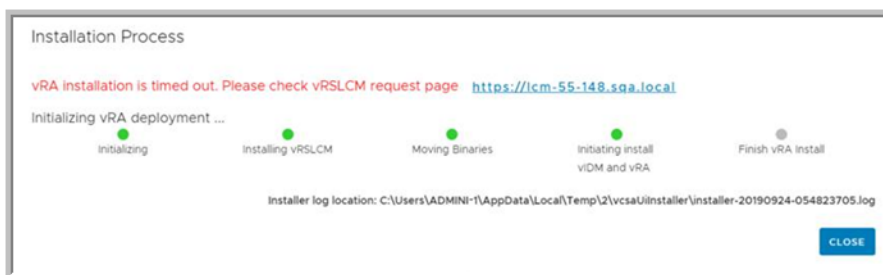 Installation Process
vRA installation is timed out. Please check vRSLCM request page https://lcm-55-148.sqa.local
Initializing vRA deployment ...
Initializing Installing vRSLCM Moving Binaries Initiating install Finish vRA Install
vIDM and vRA
Installer log location: C:\Users\ADMINI~1\AppData\Local\Temp\2\vcsaUiInstaller\installer-20190924-054823705.log
CLOSE